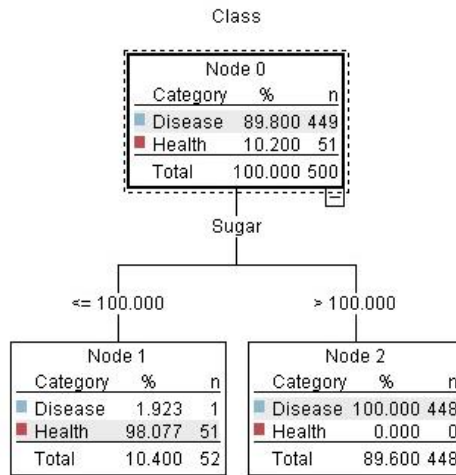 Class
Node 0
Category % n
Disease 89.800 449
Health 10.200 51
Total 100.000 500
Sugar
<= 100.000
> 100.000
Node 1
Category % n
Disease 1.923 1
Health 98.077 51
Total 10.400 52
Node 2
Category % n
Disease 100.000 448
Health 0.000 0
Total 89.600 448